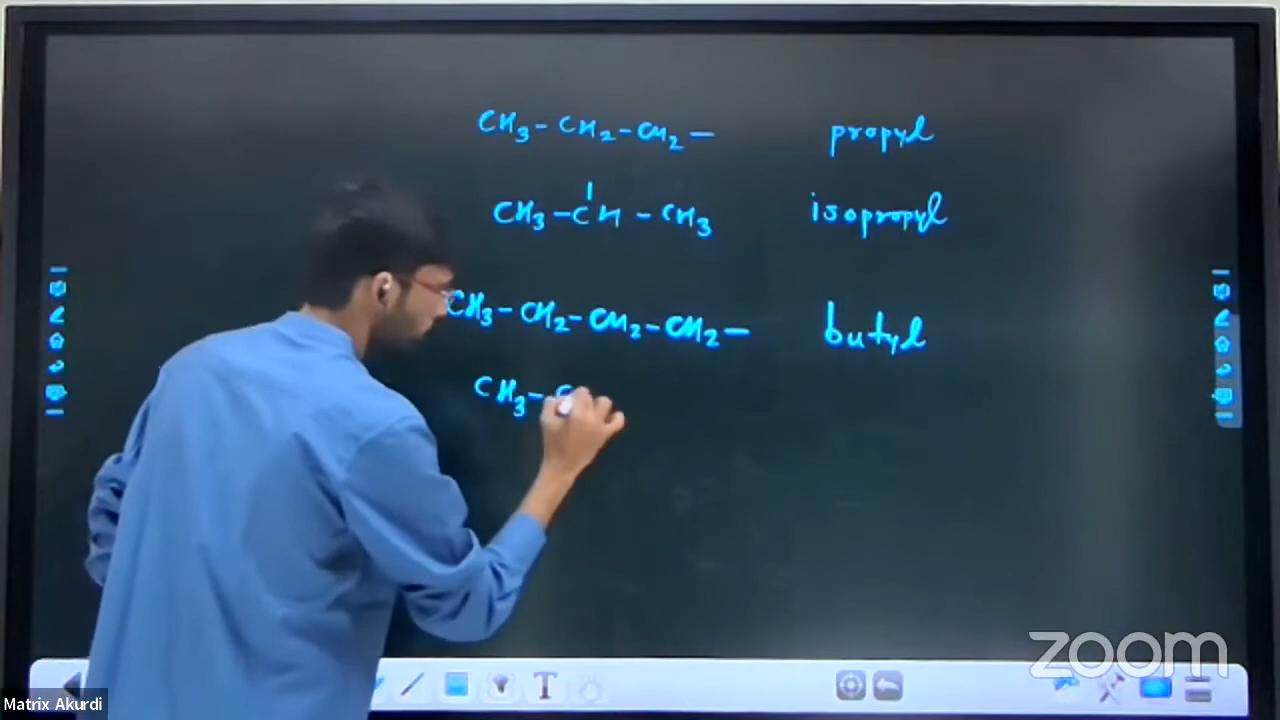 CH3-CH2-CH2- propyl
CH3-CH-CH3 isopropyl
CH3-CH2-CH2-CH2- butyl
CH3-C
zoom
T
Matrix Akurdi